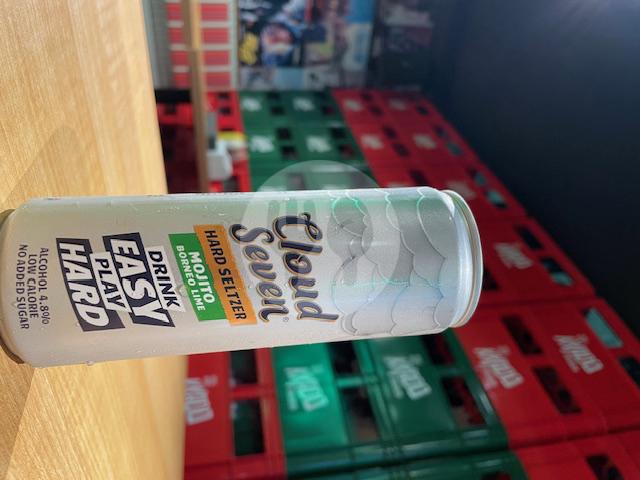 Cloud
Seven®
HARD SELTZER
MOJITO
BORNEO LIME
DRINK
EASY
PLAY
HARD
ALCOHOL 4.8%
LOW CALORIE
NO ADDED SUGAR